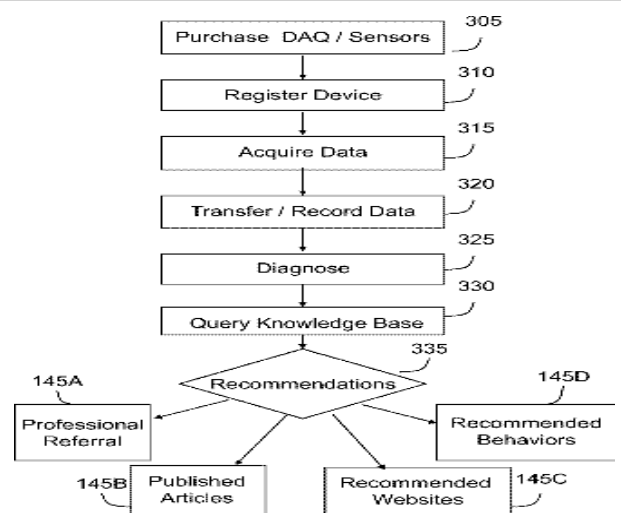 Purchase DAQ / Sensors
305
Register Device
310
Acquire Data
315
Transfer / Record Data
320
Diagnose
325
Query Knowledge Base
330
Recommendations
335
145A
Professional
Referral
145B
Published
Articles
Recommended
Websites
145C
145D
Recommended
Behaviors